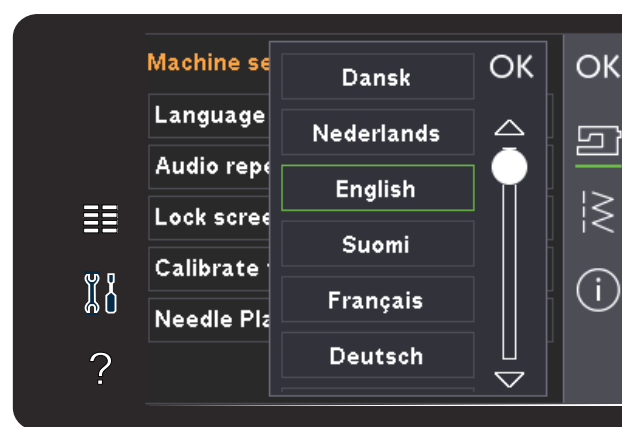 Machine se
Language
Audio repe
Lock scree
Calibrate
Needle Pla
Dansk
Nederlands
English
Suomi
Français
Deutsch
OK
OK
?
i